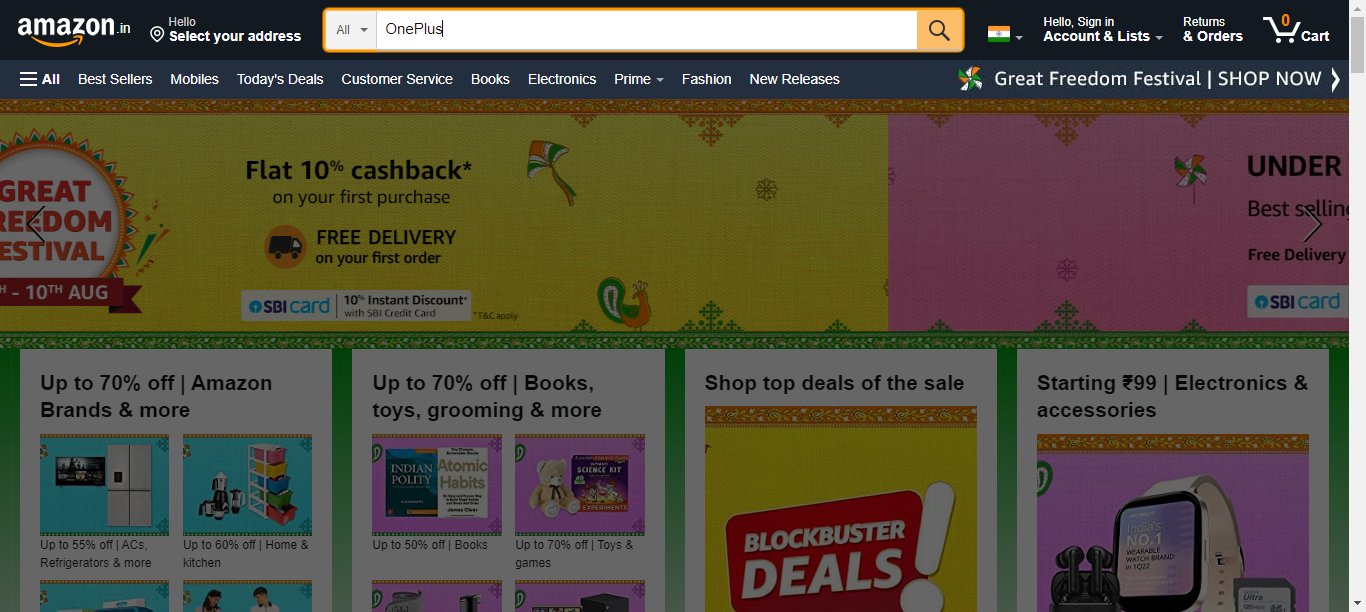 amazon.in
Hello
Select your address
All
OnePlus
Hello, Sign in
Account & Lists
Returns
& Orders
0
Cart
All
Best Sellers
Mobiles
Today's Deals
Customer Service
Books
Electronics
Prime
Fashion
New Releases
Great Freedom Festival | SHOP NOW
GREAT
FESTIVAL
- 10TH AUG
Flat 10% cashback*
on your first purchase
FREE DELIVERY
on your first order
SBI card
10% Instant Discount*
with SBI Credit Card
*T&C apply
UNDER
Best selling
Free Delivery
SBI card
Up to 70% off | Amazon
Brands & more
Up to 55% off | ACs,
Refrigerators & more
Up to 60% off | Home &
kitchen
Up to 70% off | Books,
toys, grooming & more
INDIAN
POLITY
Atomic
Habits
James Clear
Up to 50% off | Books
SCIENCE KIT
EXPERIMENTS
Up to 70% off | Toys &
games
Shop top deals of the sale
BLOCKBUSTER
DEALS!
Starting ₹99 | Electronics &
accessories
India's
NO.1
WEARABLE
WATCH BRAND
in 1Q22
Ultra